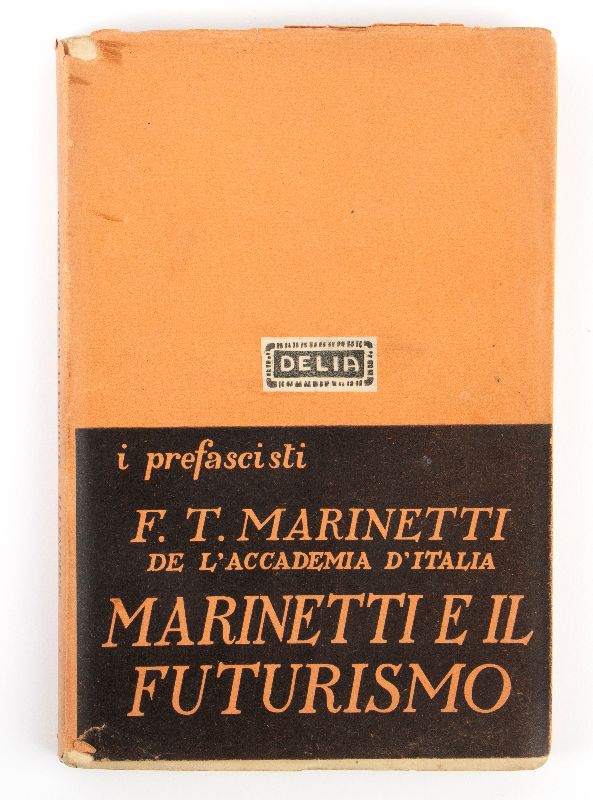 DELIA
i prefascisti
F. T. MARINETTI
DE L'ACCADEMIA D'ITALIA
MARINETTI E IL
FUTURISMO